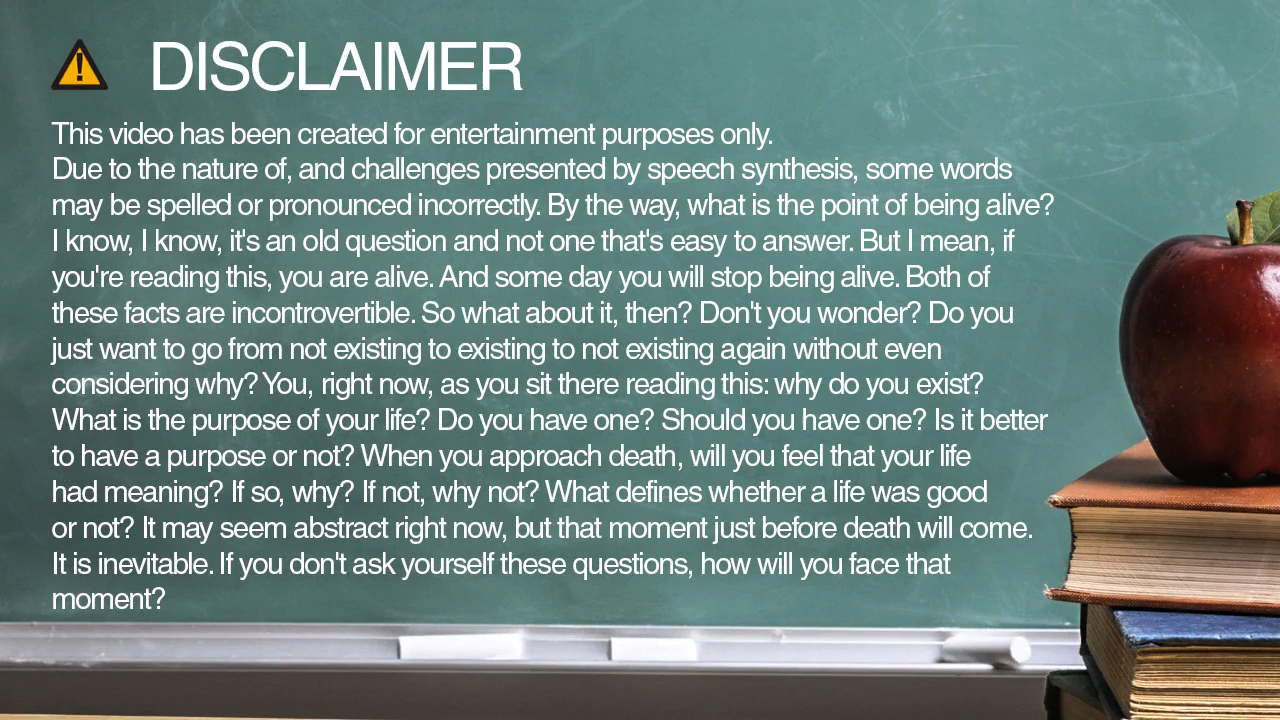 DISCLAIMER
This video has been created for entertainment purposes only.
Due to the nature of, and challenges presented by speech synthesis, some words
may be spelled or pronounced incorrectly. By the way, what is the point of being alive?
I know, I know, it's an old question and not one that's easy to answer. But I mean, if
you're reading this, you are alive. And some day you will stop being alive. Both of
these facts are incontrovertible. So what about it, then? Don't you wonder? Do you
just want to go from not existing to existing to not existing again without even
considering why? You, right now, as you sit there reading this: why do you exist?
What is the purpose of your life? Do you have one? Should you have one? Is it better
to have a purpose or not? When you approach death, will you feel that your life
had meaning? If so, why? If not, why not? What defines whether a life was good
or not? It may seem abstract right now, but that moment just before death will come.
It is inevitable. If you don't ask yourself these questions, how will you face that
moment?